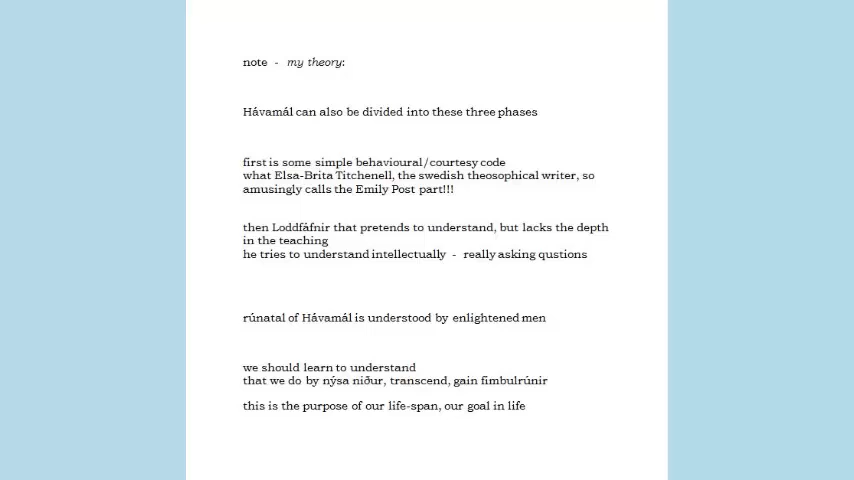 note - my theory:
Hávamál can also be divided into these three phases
first is some simple behavioural/courtesy code
what Elsa-Brita Titchenell, the swedish theosophical writer, so
amusingly calls the Emily Post part!!!
then Loddfáfnir that pretends to understand, but lacks the depth
in the teaching
he tries to understand intellectually - really asking qustions
rúnatal of Hávamál is understood by enlightened men
we should learn to understand
that we do by nýsa niður, transcend, gain fimbulrúnir
this is the purpose of our life-span, our goal in life